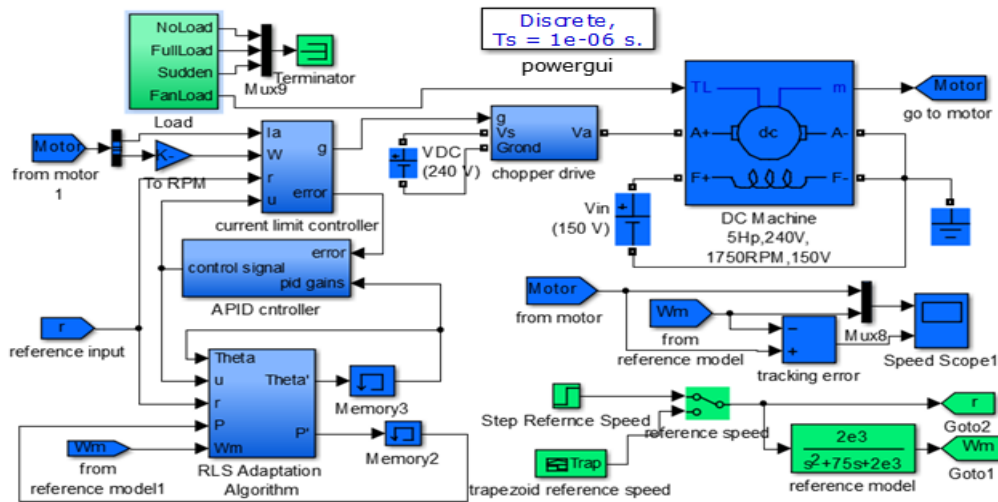 Discrete,
Ts = 1e-06 s.
powergui
NoLoad
FullLoad
Sudden
FanLoad
Mux9
Terminator
Load
Motor
from motor
1
K-
To RPM
Ia
W
r
u
g
error
current limit controller
VDC
(240 V)
g
Vs
Grond
Va
chopper drive
TL
m
A+
dc
A-
F+
F-
DC Machine
5Hp,240V,
1750RPM,150V
Motor
go to motor
Vin
(150 V)
error
control signal
pid gains
APID cntroller
r
reference input
Theta
u
r
P
Wm
Theta'
P'
RLS Adaptation
Algorithm
Memory3
Memory2
Wm
from
reference model1
Motor
from motor
Wm
from
reference model
−
+
tracking error
Mux8
Speed Scope1
Step Refernce Speed
Trap
trapezoid reference speed
reference speed
r
Goto2
2e3
s²+75s+2e3
reference model
Wm
Goto1